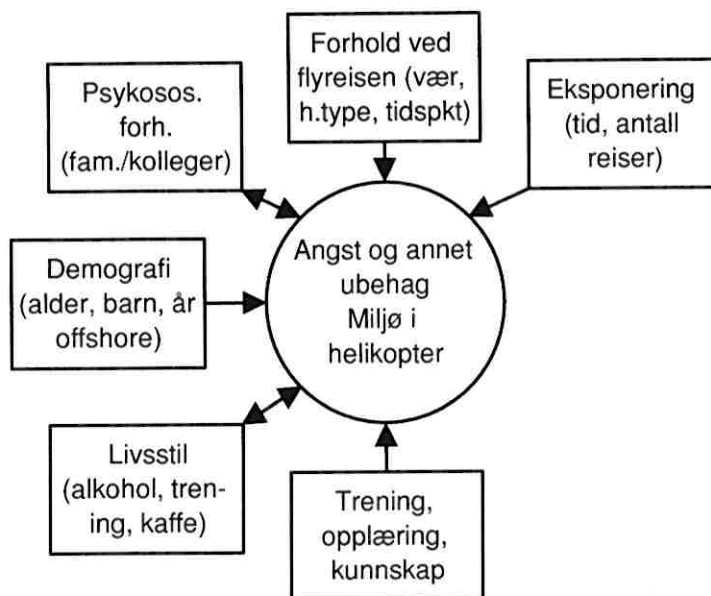 Forhold ved
flyreisen (vær,
h.type, tidspkt)
Psykosos.
forh.
(fam./kolleger)
Eksponering
(tid, antall
reiser)
Angst og annet
ubehag
Miljø i
helikopter
Demografi
(alder, barn, år
offshore)
Livsstil
(alkohol, tren-
ing, kaffe)
Trening,
opplæring,
kunnskap